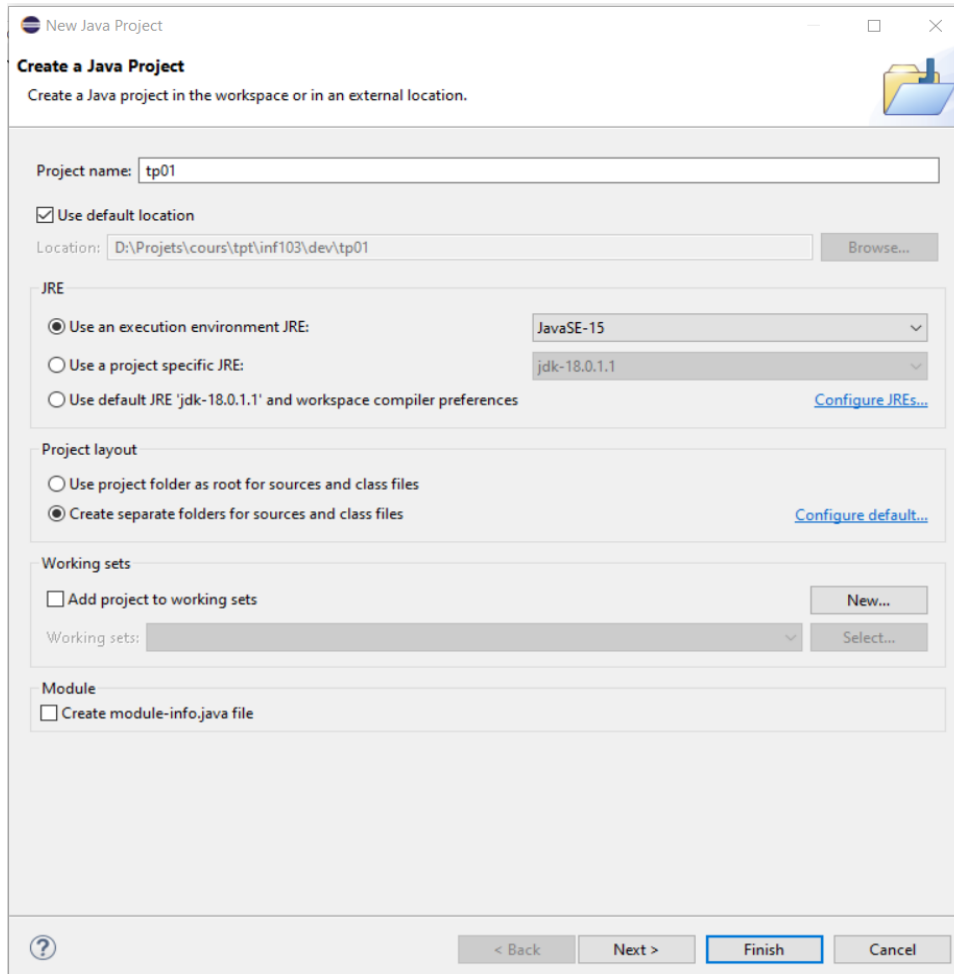 New Java Project
Create a Java Project
Create a Java project in the workspace or in an external location.
Project name: tp01
Use default location
Location: D:\Projets\cours\tpt\inf103\dev\tp01 Browse...
JRE
Use an execution environment JRE: JavaSE-15
Use a project specific JRE: jdk-18.0.1.1
Use default JRE 'jdk-18.0.1.1' and workspace compiler preferences Configure JREs...
Project layout
Use project folder as root for sources and class files
Create separate folders for sources and class files Configure default...
Working sets
Add project to working sets New...
Working sets: Select...
Module
Create module-info.java file
? < Back Next > Finish Cancel